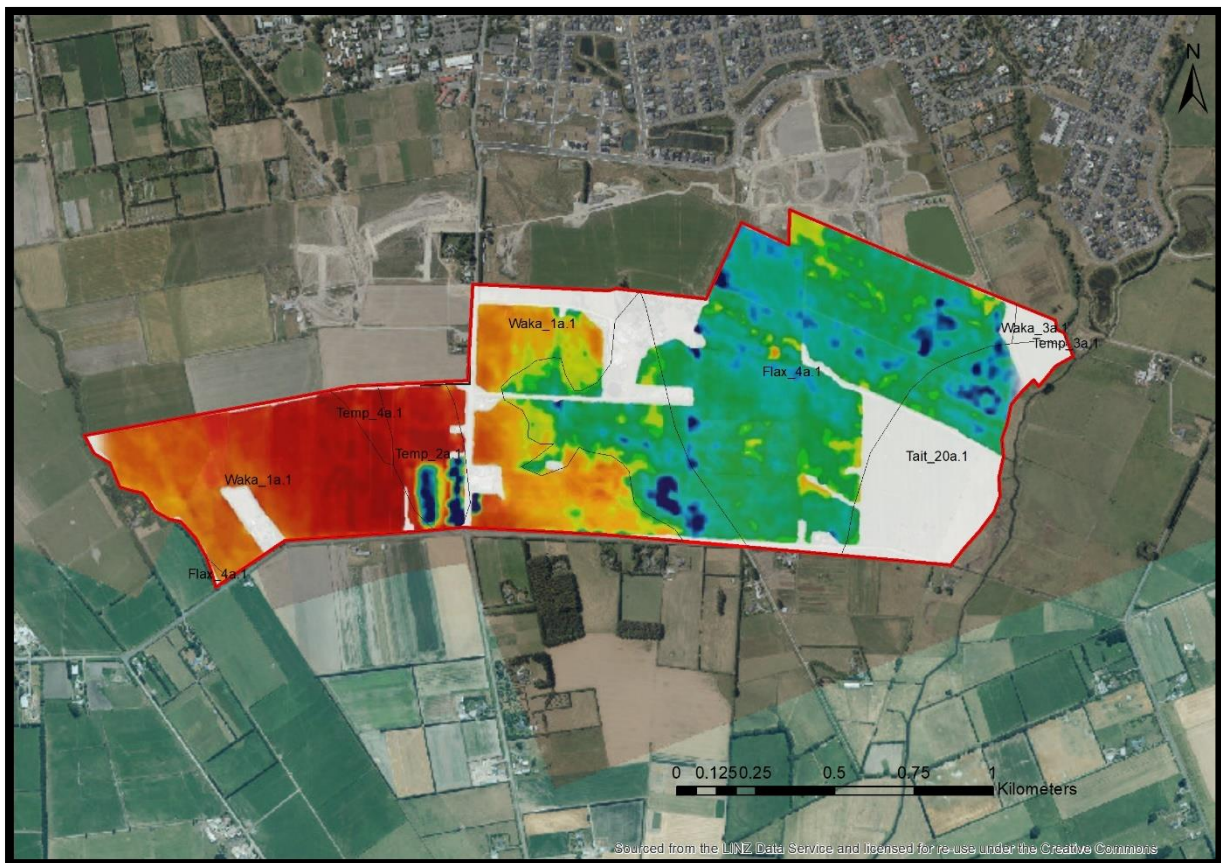 N
Waka_1a.1
Waka_3a.1
Temp_3a.1
Flax_4a.1
Temp_4a.1
Temp_2a.1
Tait_20a.1
Waka_1a.1
Flax_4a.1
0 0.125 0.25 0.5 0.75 1
Kilometers
Sourced from the LINZ Data Service and licensed for re-use under the Creative Commons